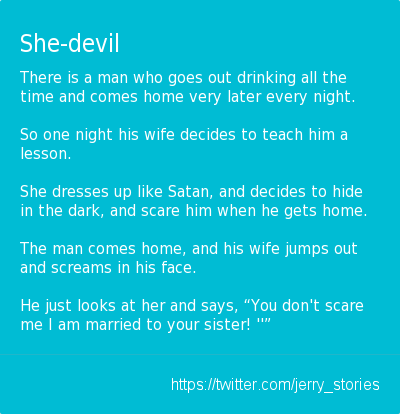 She-devil
There is a man who goes out drinking all the
time and comes home very later every night.
So one night his wife decides to teach him a
lesson.
She dresses up like Satan, and decides to hide
in the dark, and scare him when he gets home.
The man comes home, and his wife jumps out
and screams in his face.
He just looks at her and says, “You don't scare
me I am married to your sister! "”
https://twitter.com/jerry_stories